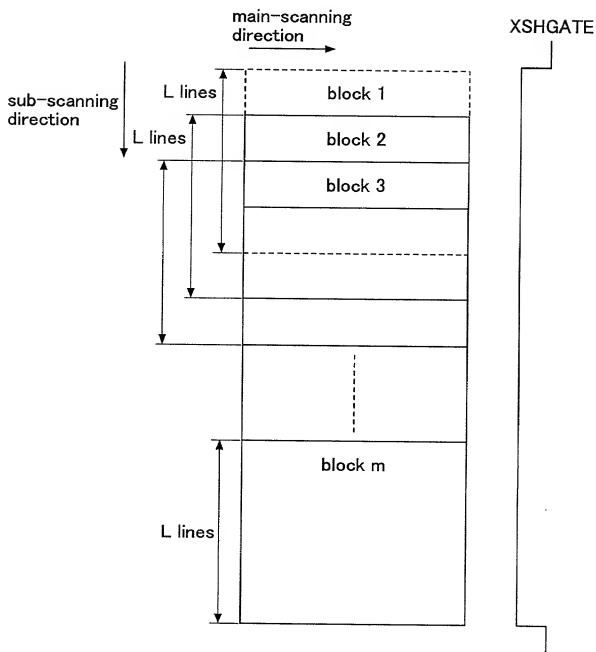 main-scanning
direction
XSHGATE
sub-scanning
direction
L lines
block 1
L lines
block 2
block 3
block m
L lines